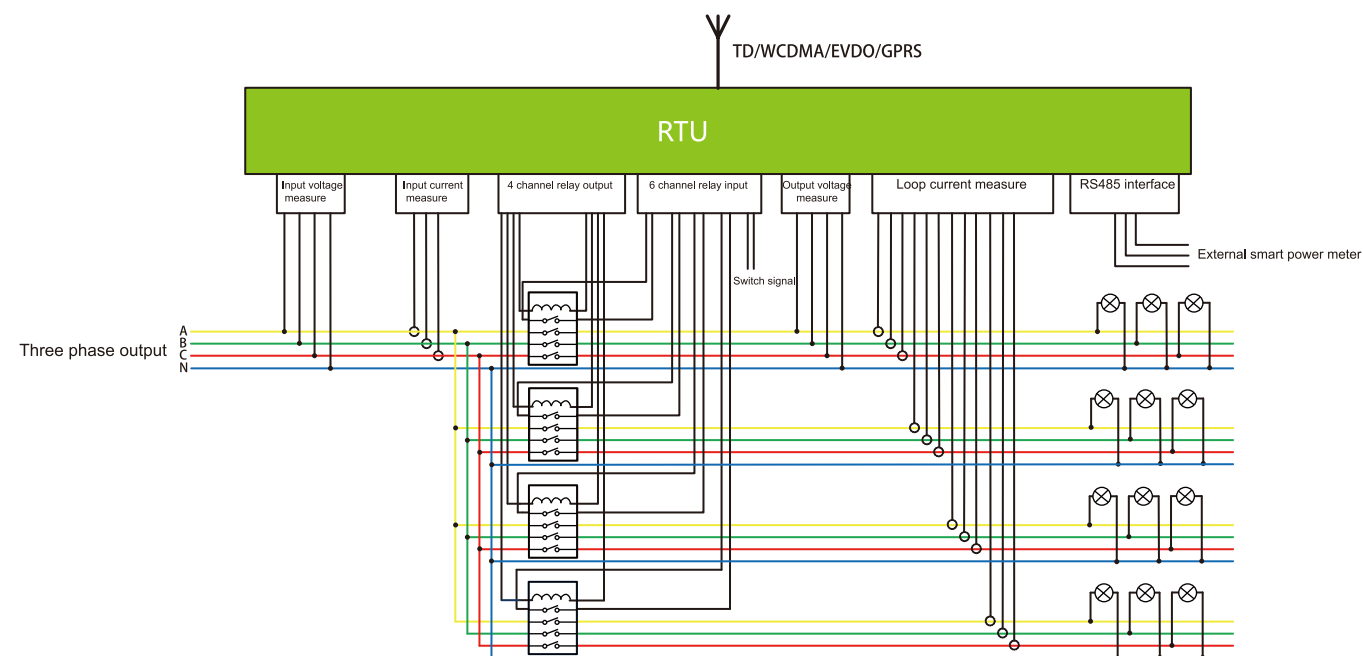 TD/WCDMA/EVDO/GPRS
RTU
Input voltage
measure
Input current
measure
4 channel relay output
6 channel relay input
Output voltage
measure
Loop current measure
RS485 interface
External smart power meter
Switch signal
Three phase output
A
B
C
N